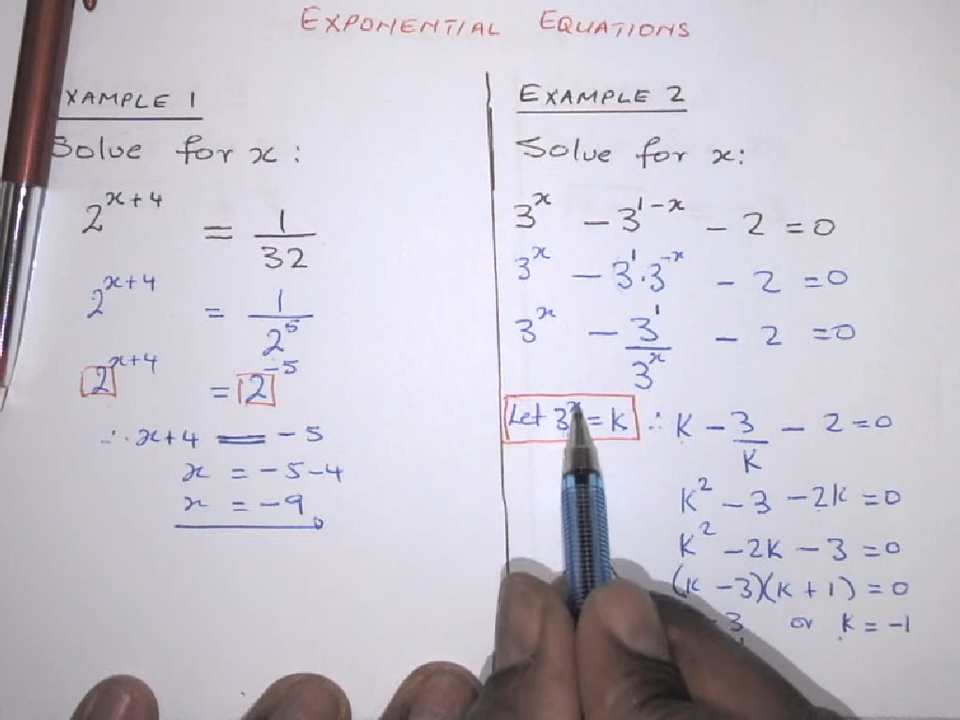 EXPONENTIAL EQUATIONS
XAMPLE 1
Solve for x:
2^{x+4} = 1/32
2^{x+4} = 1/2^5
2^{x+4} = 2^{-5}
∴ x+4 = -5
x = -5-4
x = -9
EXAMPLE 2
Solve for x:
3^x - 3^{1-x} - 2 = 0
3^x - 3^1·3^{-x} - 2 = 0
3^x - 3^1/3^x - 2 = 0
Let 3^x = k ∴ k - 3/k - 2 = 0
k^2 - 3 - 2k = 0
k^2 - 2k - 3 = 0
(k - 3)(k + 1) = 0
3 or k = -1